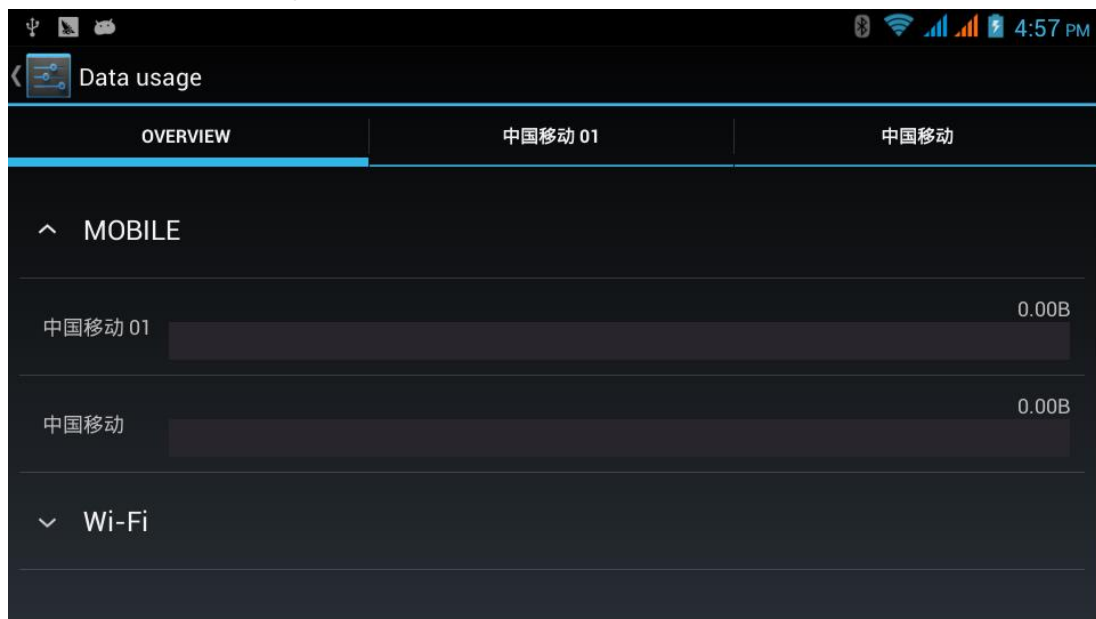 4:57 PM
Data usage
OVERVIEW 中国移动 01 中国移动
MOBILE
0.00B
中国移动 01
0.00B
中国移动
Wi-Fi